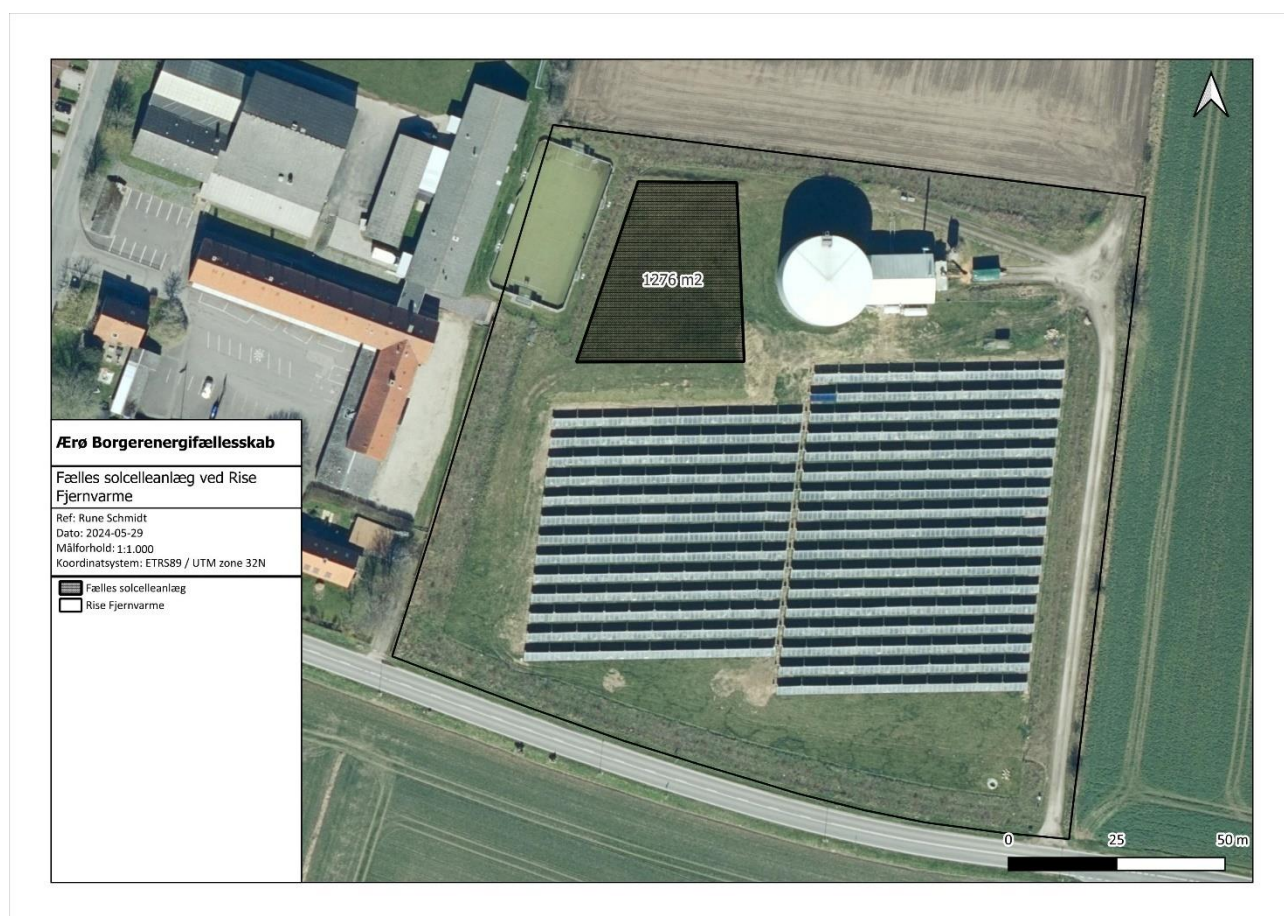 1276 m2
Ærø Borgerenergifællesskab
Fælles solcelleanlæg ved Rise
Fjernvarme
Ref: Rune Schmidt
Dato: 2024-05-29
Målforhold: 1:1.000
Koordinatsystem: ETRS89 / UTM zone 32N
Fælles solcelleanlæg
Rise Fjernvarme
0 25 50 m